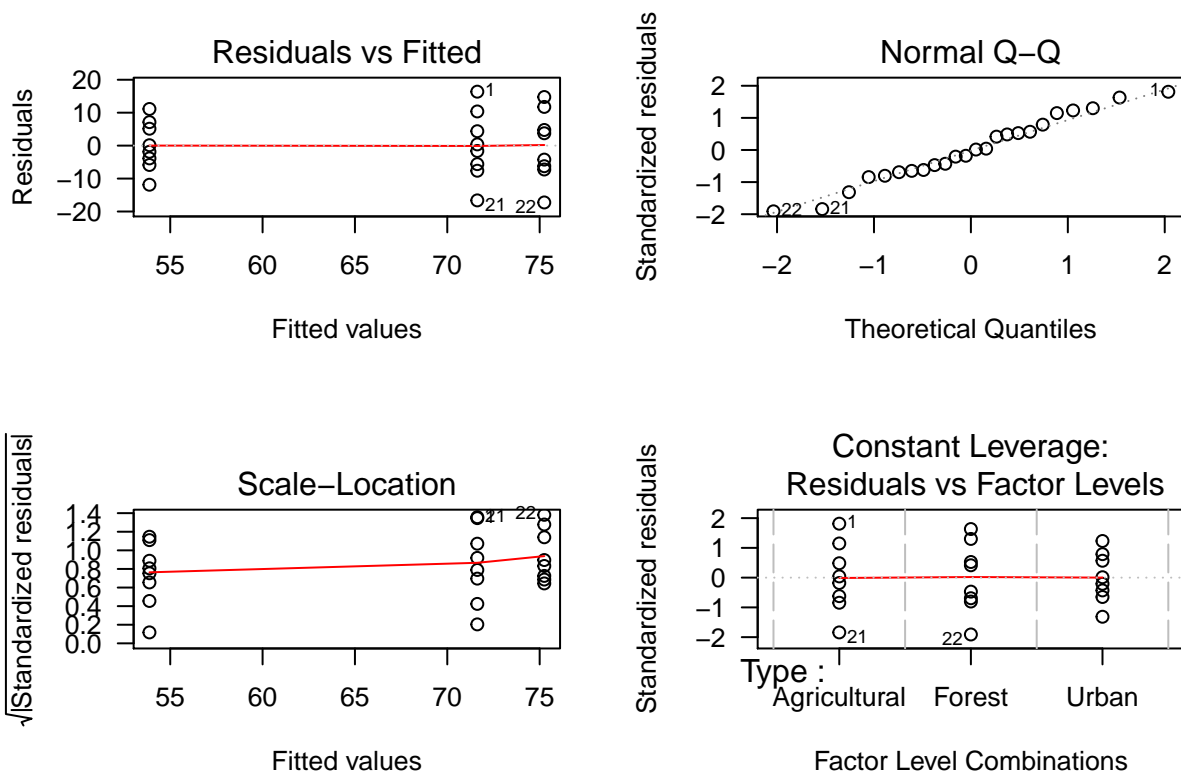 Residuals vs Fitted
Residuals
20
10
0
−10
−20
1
21
22
55 60 65 70 75
Fitted values
Normal Q−Q
Standardized residuals
2
1
0
−1
−2
1
22
21
−2 −1 0 1 2
Theoretical Quantiles
Scale−Location
√|Standardized residuals|
1.4
1.2
1.0
0.8
0.6
0.4
0.2
0.0
21
22
55 60 65 70 75
Fitted values
Constant Leverage:
Residuals vs Factor Levels
Standardized residuals
2
1
0
−1
−2
1
21
22
Type :
Agricultural Forest Urban
Factor Level Combinations